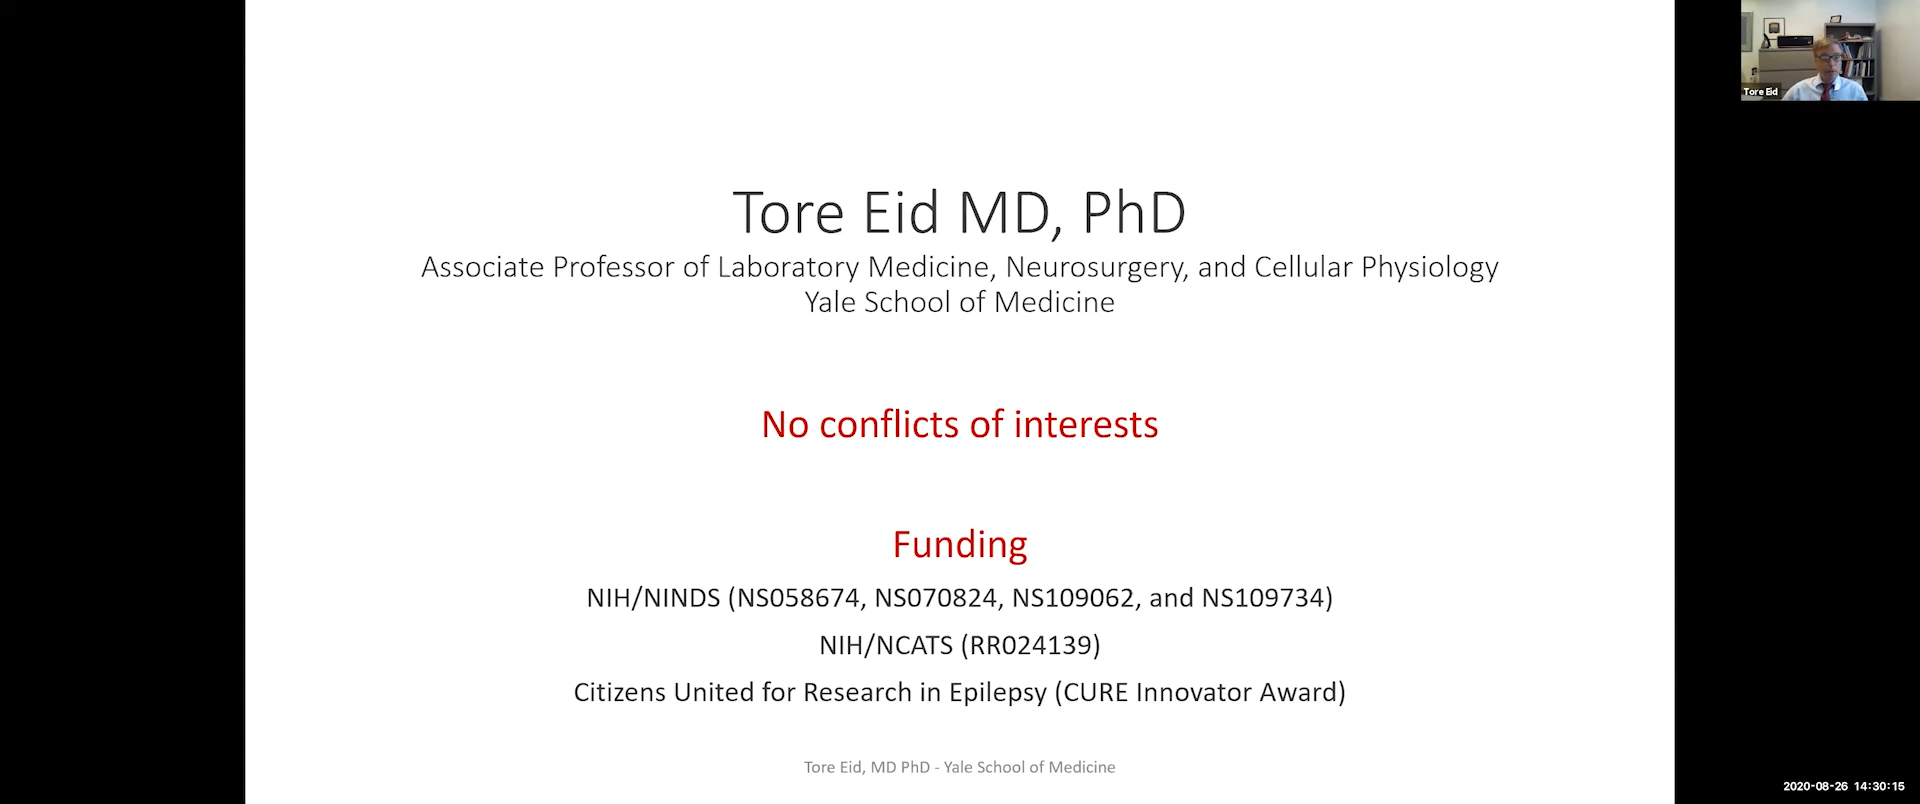 Tore Eid
Tore Eid MD, PhD
Associate Professor of Laboratory Medicine, Neurosurgery, and Cellular Physiology
Yale School of Medicine
No conflicts of interests
Funding
NIH/NINDS (NS058674, NS070824, NS109062, and NS109734)
NIH/NCATS (RR024139)
Citizens United for Research in Epilepsy (CURE Innovator Award)
Tore Eid, MD PhD - Yale School of Medicine
2020-08-26 14:30:15